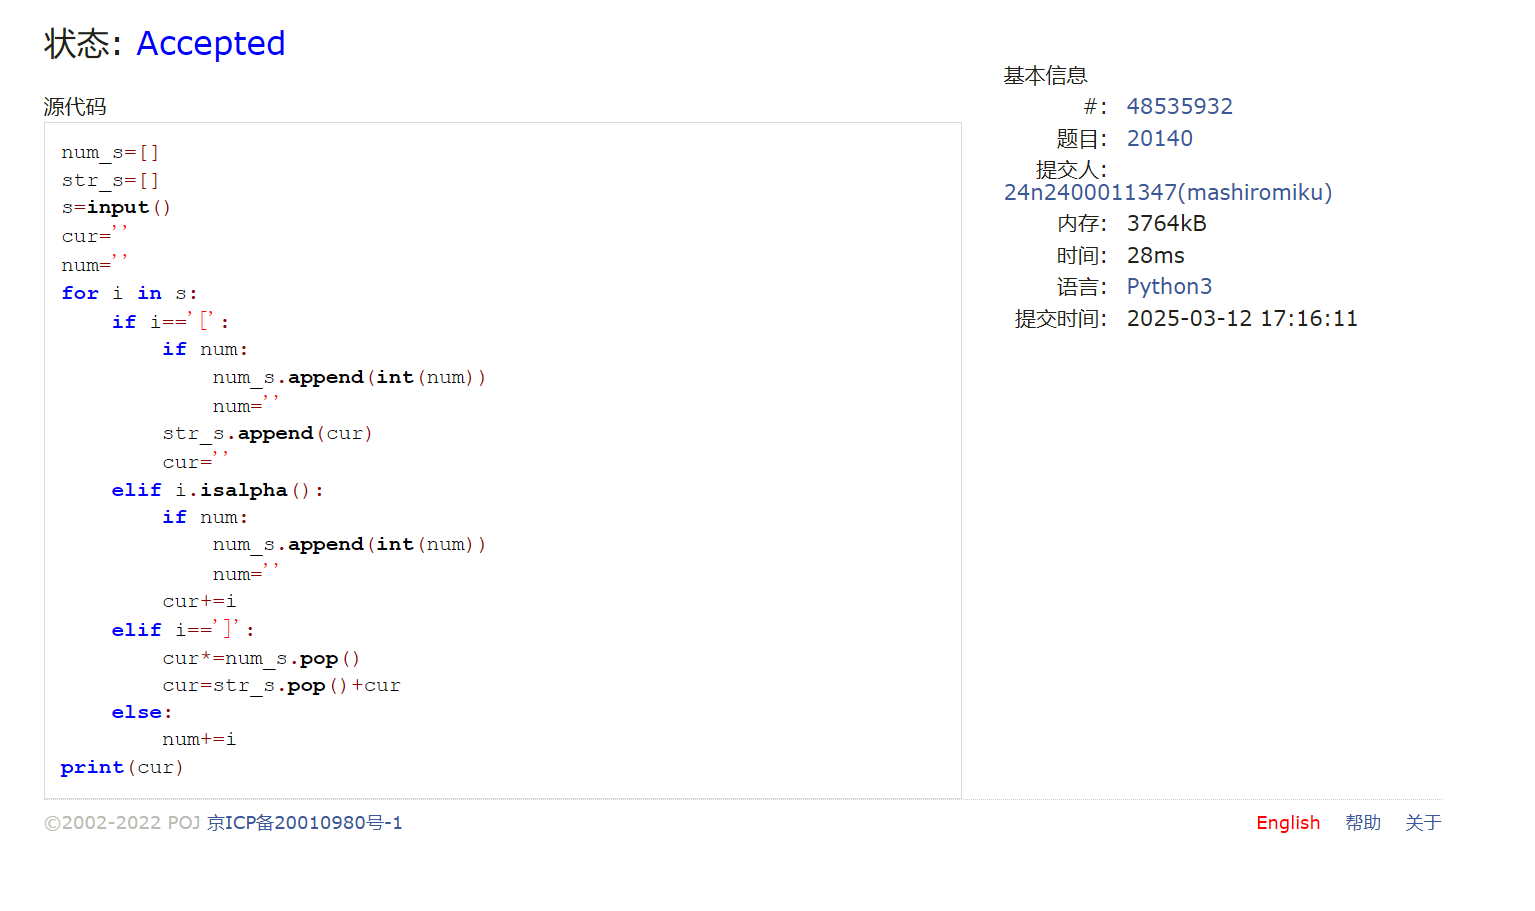 状态: Accepted
源代码
num_s=[]
str_s=[]
s=input()
cur=''
num=''
for i in s:
    if i=='[':
        if num:
            num_s.append(int(num))
            num=''
        str_s.append(cur)
        cur=''
    elif i.isalpha():
        if num:
            num_s.append(int(num))
            num=''
        cur+=i
    elif i==']':
        cur*=num_s.pop()
        cur=str_s.pop()+cur
    else:
        num+=i
print(cur)
基本信息
#: 48535932
题目: 20140
提交人:
24n2400011347(mashiromiku)
内存: 3764kB
时间: 28ms
语言: Python3
提交时间: 2025-03-12 17:16:11
©2002-2022 POJ 京ICP备20010980号-1
English 帮助 关于